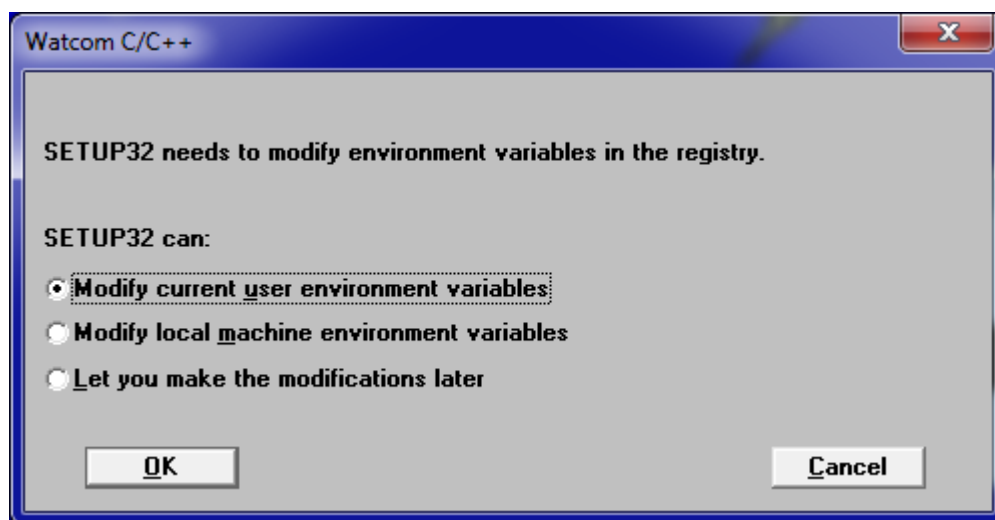 Watcom C/C++
SETUP32 needs to modify environment variables in the registry.
SETUP32 can:
Modify current user environment variables
Modify local machine environment variables
Let you make the modifications later
OK
Cancel